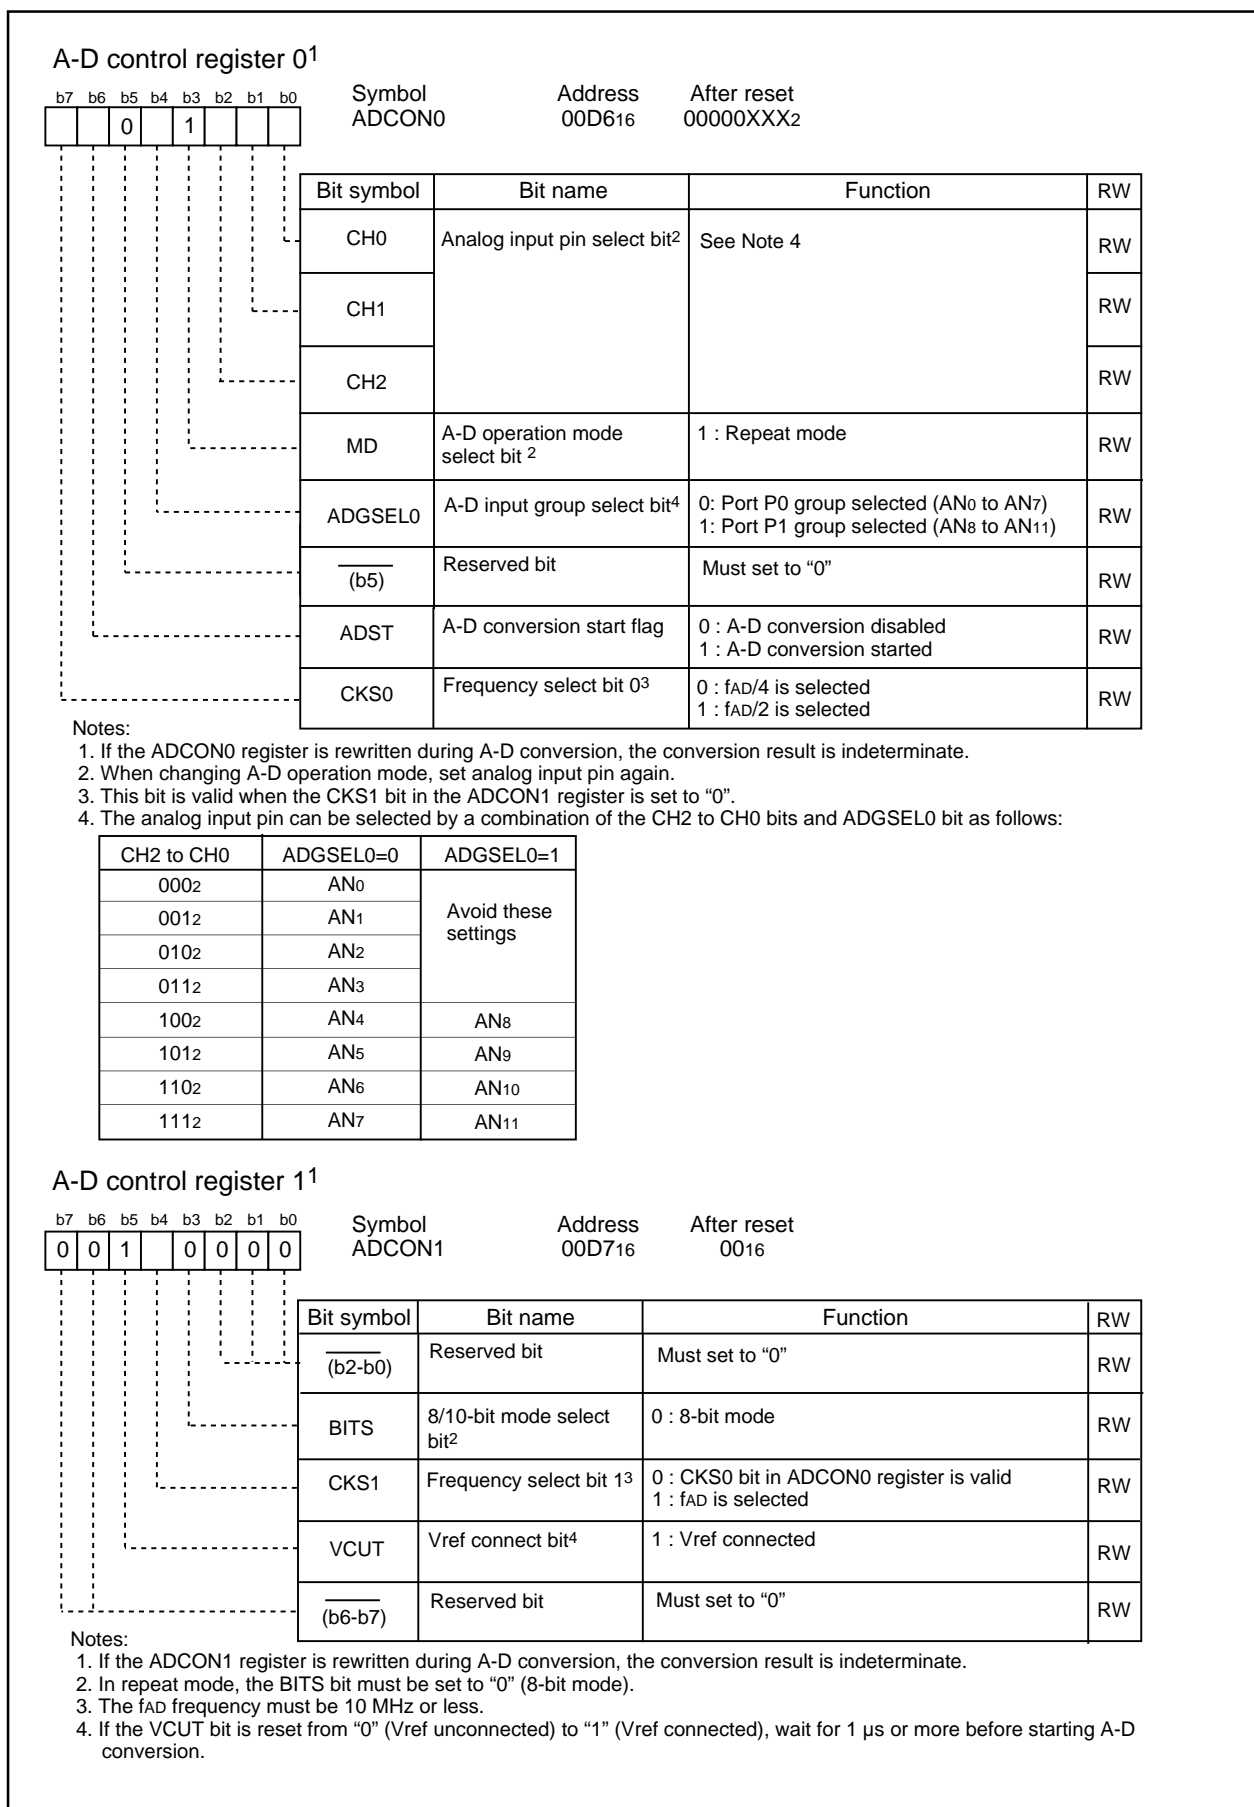 A-D control register 0¹
b7 b6 b5 b4 b3 b2 b1 b0
0 1
Symbol Address After reset
ADCON0 00D6₁₆ 00000XXX₂
Bit symbol Bit name Function RW
CH0 Analog input pin select bit² See Note 4 RW
CH1 RW
CH2 RW
MD A-D operation mode select bit ² 1 : Repeat mode RW
ADGSEL0 A-D input group select bit⁴ 0: Port P0 group selected (AN₀ to AN₇) RW
1: Port P1 group selected (AN₈ to AN₁₁)
(b5) Reserved bit Must set to “0” RW
ADST A-D conversion start flag 0 : A-D conversion disabled RW
1 : A-D conversion started
CKS0 Frequency select bit 0³ 0 : fAD/4 is selected RW
1 : fAD/2 is selected
Notes:
1. If the ADCON0 register is rewritten during A-D conversion, the conversion result is indeterminate.
2. When changing A-D operation mode, set analog input pin again.
3. This bit is valid when the CKS1 bit in the ADCON1 register is set to “0”.
4. The analog input pin can be selected by a combination of the CH2 to CH0 bits and ADGSEL0 bit as follows:
CH2 to CH0 ADGSEL0=0 ADGSEL0=1
000₂ AN₀ Avoid these settings
001₂ AN₁
010₂ AN₂
011₂ AN₃
100₂ AN₄ AN₈
101₂ AN₅ AN₉
110₂ AN₆ AN₁₀
111₂ AN₇ AN₁₁
A-D control register 1¹
b7 b6 b5 b4 b3 b2 b1 b0
0 0 1 0 0 0 0
Symbol Address After reset
ADCON1 00D7₁₆ 00₁₆
Bit symbol Bit name Function RW
(b2-b0) Reserved bit Must set to “0” RW
BITS 8/10-bit mode select bit² 0 : 8-bit mode RW
CKS1 Frequency select bit 1³ 0 : CKS0 bit in ADCON0 register is valid RW
1 : fAD is selected
VCUT Vref connect bit⁴ 1 : Vref connected RW
(b6-b7) Reserved bit Must set to “0” RW
Notes:
1. If the ADCON1 register is rewritten during A-D conversion, the conversion result is indeterminate.
2. In repeat mode, the BITS bit must be set to “0” (8-bit mode).
3. The fAD frequency must be 10 MHz or less.
4. If the VCUT bit is reset from “0” (Vref unconnected) to “1” (Vref connected), wait for 1 µs or more before starting A-D
conversion.